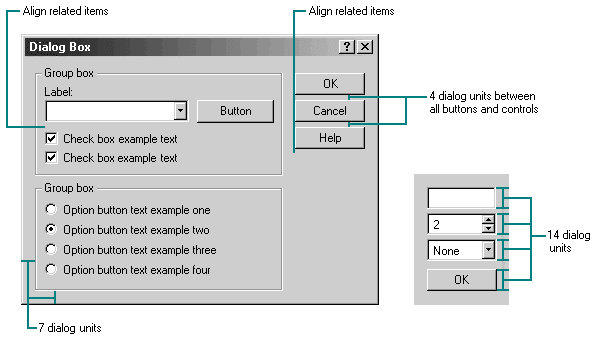 Align related items
Align related items
Dialog Box
Group box
Label:
Button
Check box example text
Check box example text
OK
Cancel
Help
4 dialog units between
all buttons and controls
Group box
Option button text example one
Option button text example two
Option button text example three
Option button text example four
7 dialog units
2
None
OK
14 dialog
units